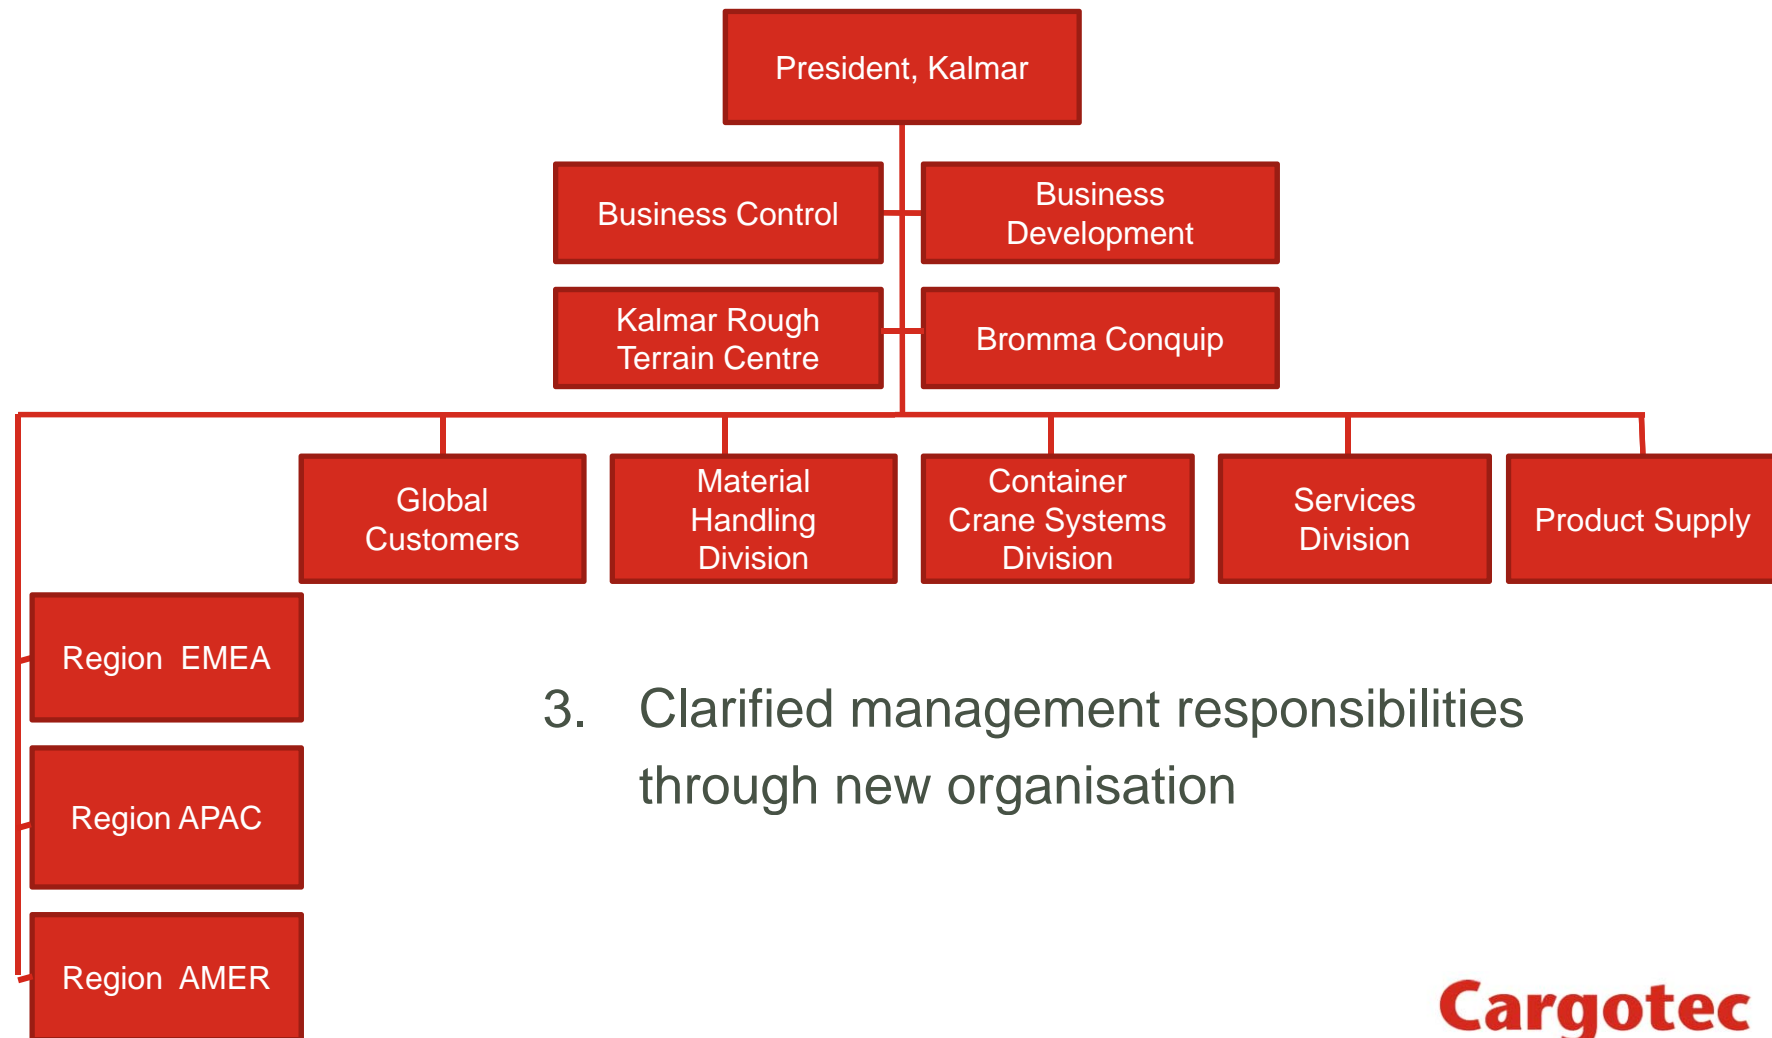 President, Kalmar
Business Control
Business
Development
Kalmar Rough
Terrain Centre
Bromma Conquip
Global
Customers
Material
Handling
Division
Container
Crane Systems
Division
Services
Division
Product Supply
Region EMEA
Region APAC
Region AMER
3. Clarified management responsibilities
through new organisation
Cargotec